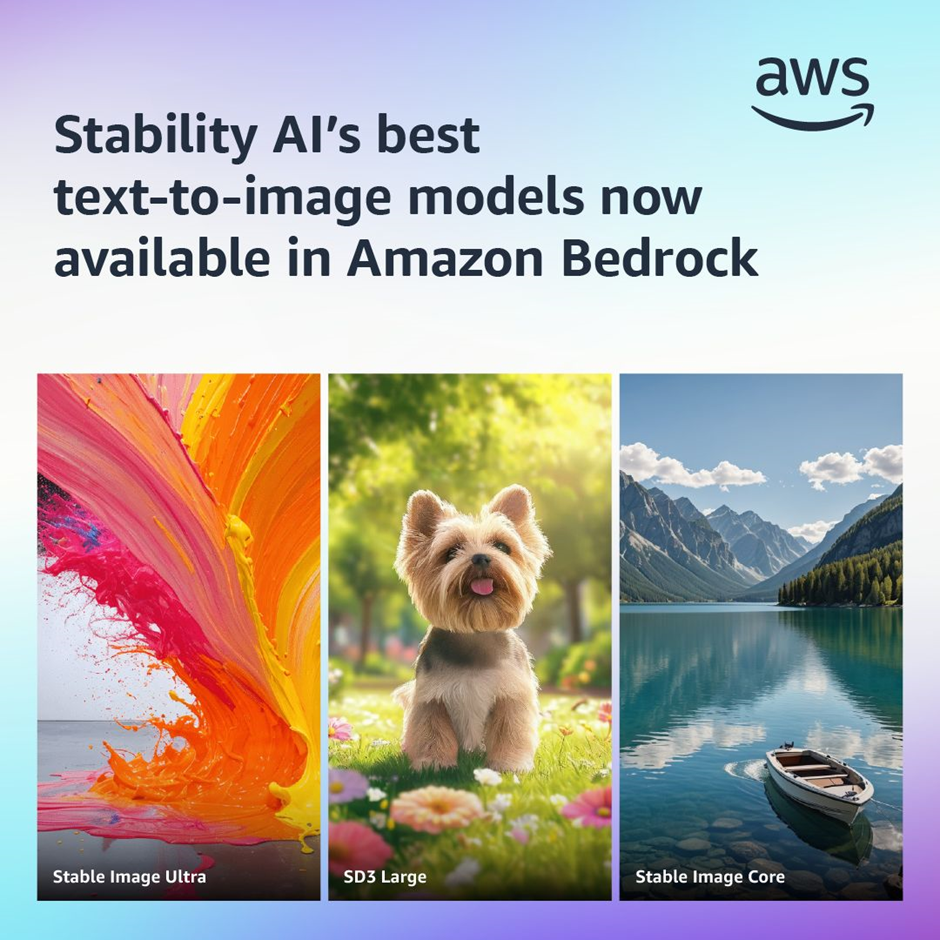 aws
Stability AI’s best
text-to-image models now
available in Amazon Bedrock
Stable Image Ultra
SD3 Large
Stable Image Core